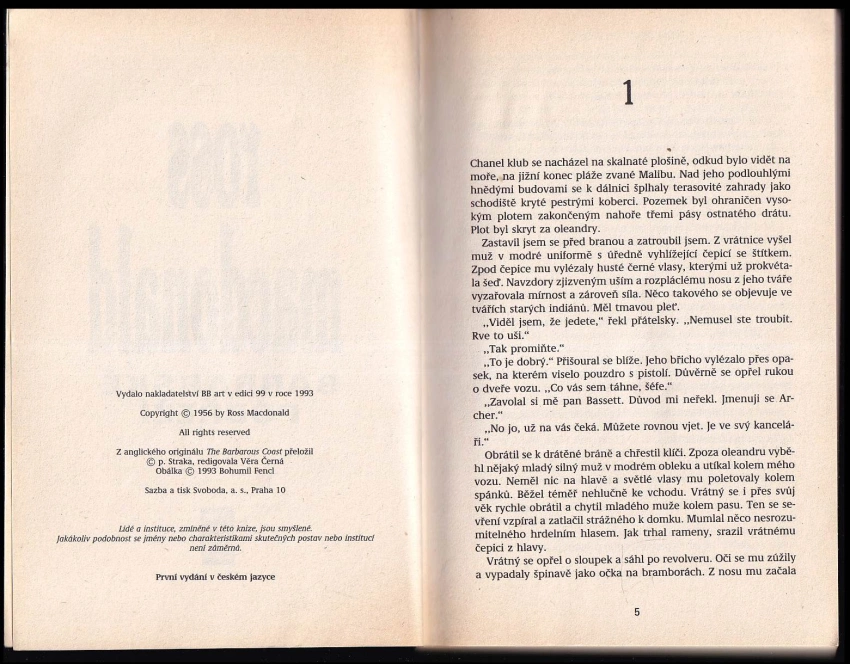 Vydalo nakladatelství BB art v edici 99 v roce 1993
Copyright © 1956 by Ross Macdonald
All rights reserved
Z anglického originálu The Barbarous Coast přeložil
© p. Straka, redigovala Věra Černá
Obálka © 1993 Bohumil Fencl
Sazba a tisk Svoboda, a. s., Praha 10
Lidé a instituce, zmíněné v této knize, jsou smyšlené.
Jakákoliv podobnost se jmény nebo charakteristikami skutečných postav nebo institucí
není záměrná.
První vydání v českém jazyce
1
Chanel klub se nacházel na skalnaté plošině, odkud bylo vidět na
moře, na jižní konec pláže zvané Malibu. Nad jeho podlouhlými
hnědými budovami se k dálnici šplhaly terasovité zahrady jako
schodiště kryté pestrými koberci. Pozemek byl ohraničen vyso-
kým plotem zakončeným nahoře třemi pásy ostnatého drátu.
Plot byl skryt za oleandry.
Zastavil jsem se před branou a zatroubil jsem. Z vrátnice vyšel
muž v modré uniformě s úředně vyhlížející čepicí se štítkem.
Zpod čepice mu vylézaly husté černé vlasy, kterými už prokvéta-
la šeď. Navzdory zjizveným uším a rozpláclému nosu z jeho tváře
vyzařovala mírnost a zároveň síla. Něco takového se objevuje ve
tvářích starých indiánů. Měl tmavou pleť.
,,Viděl jsem, že jedete,“ řekl přátelsky. ,,Nemusel ste troubit.
Rve to uši.“
,,Tak promiňte.“
,,To je dobrý.“ Přišoural se blíže. Jeho břicho vylézalo přes opa-
sek, na kterém viselo pouzdro s pistolí. Důvěrně se opřel rukou
o dveře vozu. ,,Co vás sem táhne, šéfe.“
,,Zavolal si mě pan Bassett. Důvod mi neřekl. Jmenuji se Ar-
cher.“
,,No jo, už na vás čeká. Můžete rovnou vjet. Je ve svý kancelá-
ři.“
Obrátil se k drátěné bráně a chřestil klíči. Zpoza oleandru vybě-
hl nějaký mladý silný muž v modrém obleku a utíkal kolem mého
vozu. Neměl nic na hlavě a světlé vlasy mu poletovaly kolem
spánků. Běžel téměř nehlučně ke vchodu. Vrátný se i přes svůj
věk rychle obrátil a chytil mladého muže kolem pasu. Ten se se-
vření vzpíral a zatlačil strážného k domku. Mumlal něco nesrozu-
mitelného hrdelním hlasem. Jak trhal rameny, srazil vrátnému
čepici z hlavy.
Vrátný se opřel o sloupek a sáhl po revolveru. Oči se mu zúžily
a vypadaly špinavě jako očka na bramborách. Z nosu mu začala
5